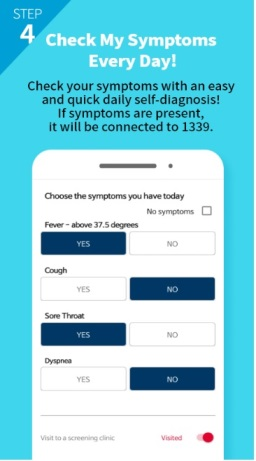 STEP
4
Check My Symptoms
Every Day!
Check your symptoms with an easy
and quick daily self-diagnosis!
If symptoms are present,
it will be connected to 1339.
Choose the symptoms you have today
No symptoms
Fever - above 37.5 degrees
YES NO
Cough
YES NO
Sore Throat
YES NO
Dyspnea
YES NO
Visit to a screening clinic Visited